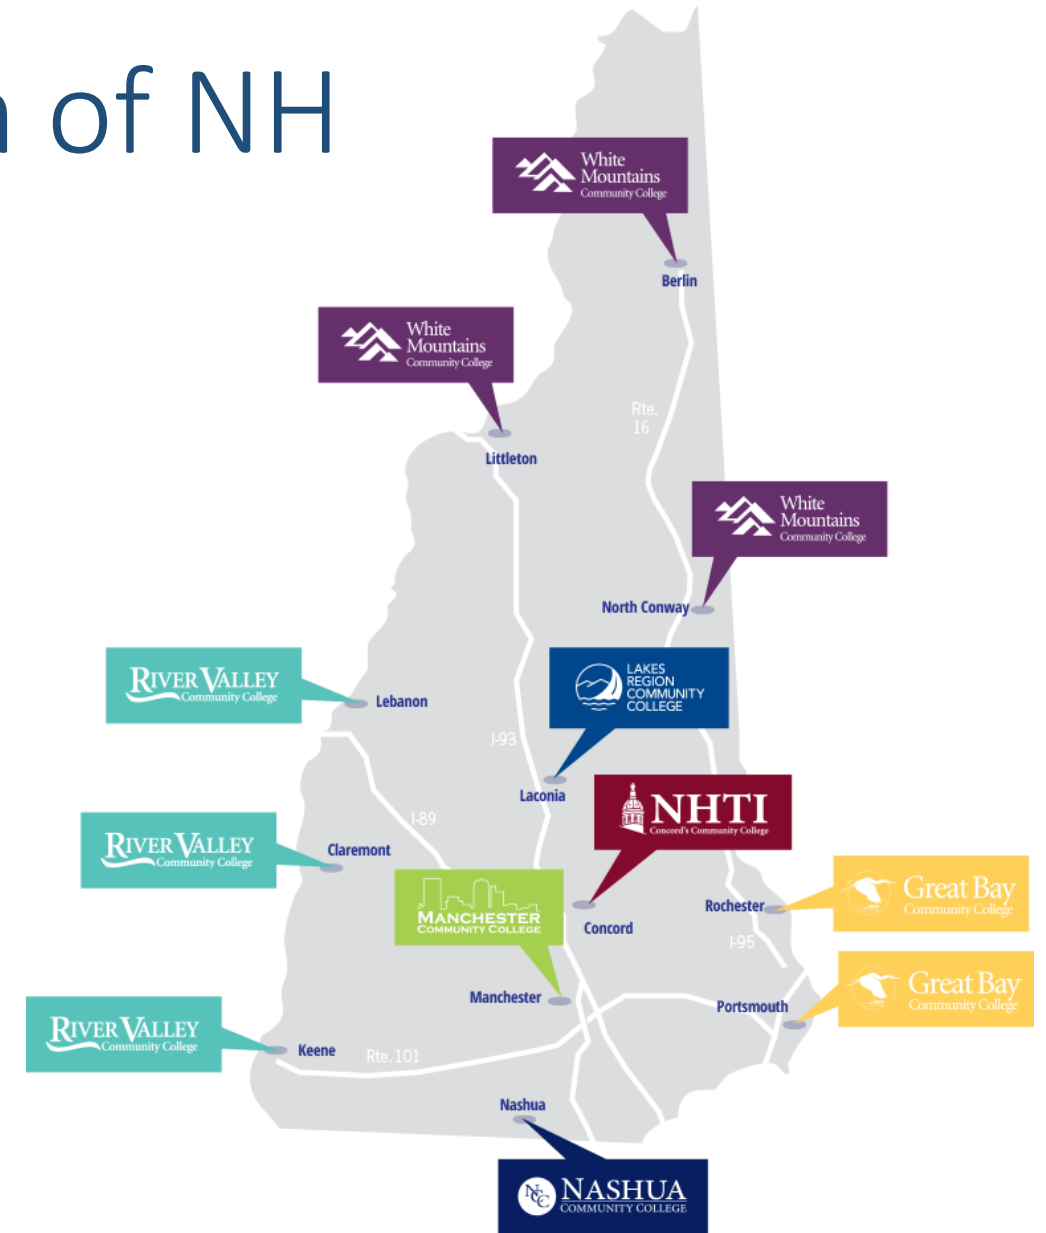 of NH
White
Mountains
Community College
Berlin
White
Mountains
Community College
Littleton
Rte.
16
White
Mountains
Community College
North Conway
RIVER VALLEY
Community College
Lebanon
LAKES
REGION
COMMUNITY
COLLEGE
I-93
Laconia
NHTI
Concord's Community College
I-89
RIVER VALLEY
Community College
Claremont
MANCHESTER
COMMUNITY COLLEGE
Concord
Rochester
Great Bay
Community College
I-95
Manchester
Portsmouth
Great Bay
Community College
RIVER VALLEY
Community College
Keene
Rte. 101
Nashua
NCC
NASHUA
COMMUNITY COLLEGE